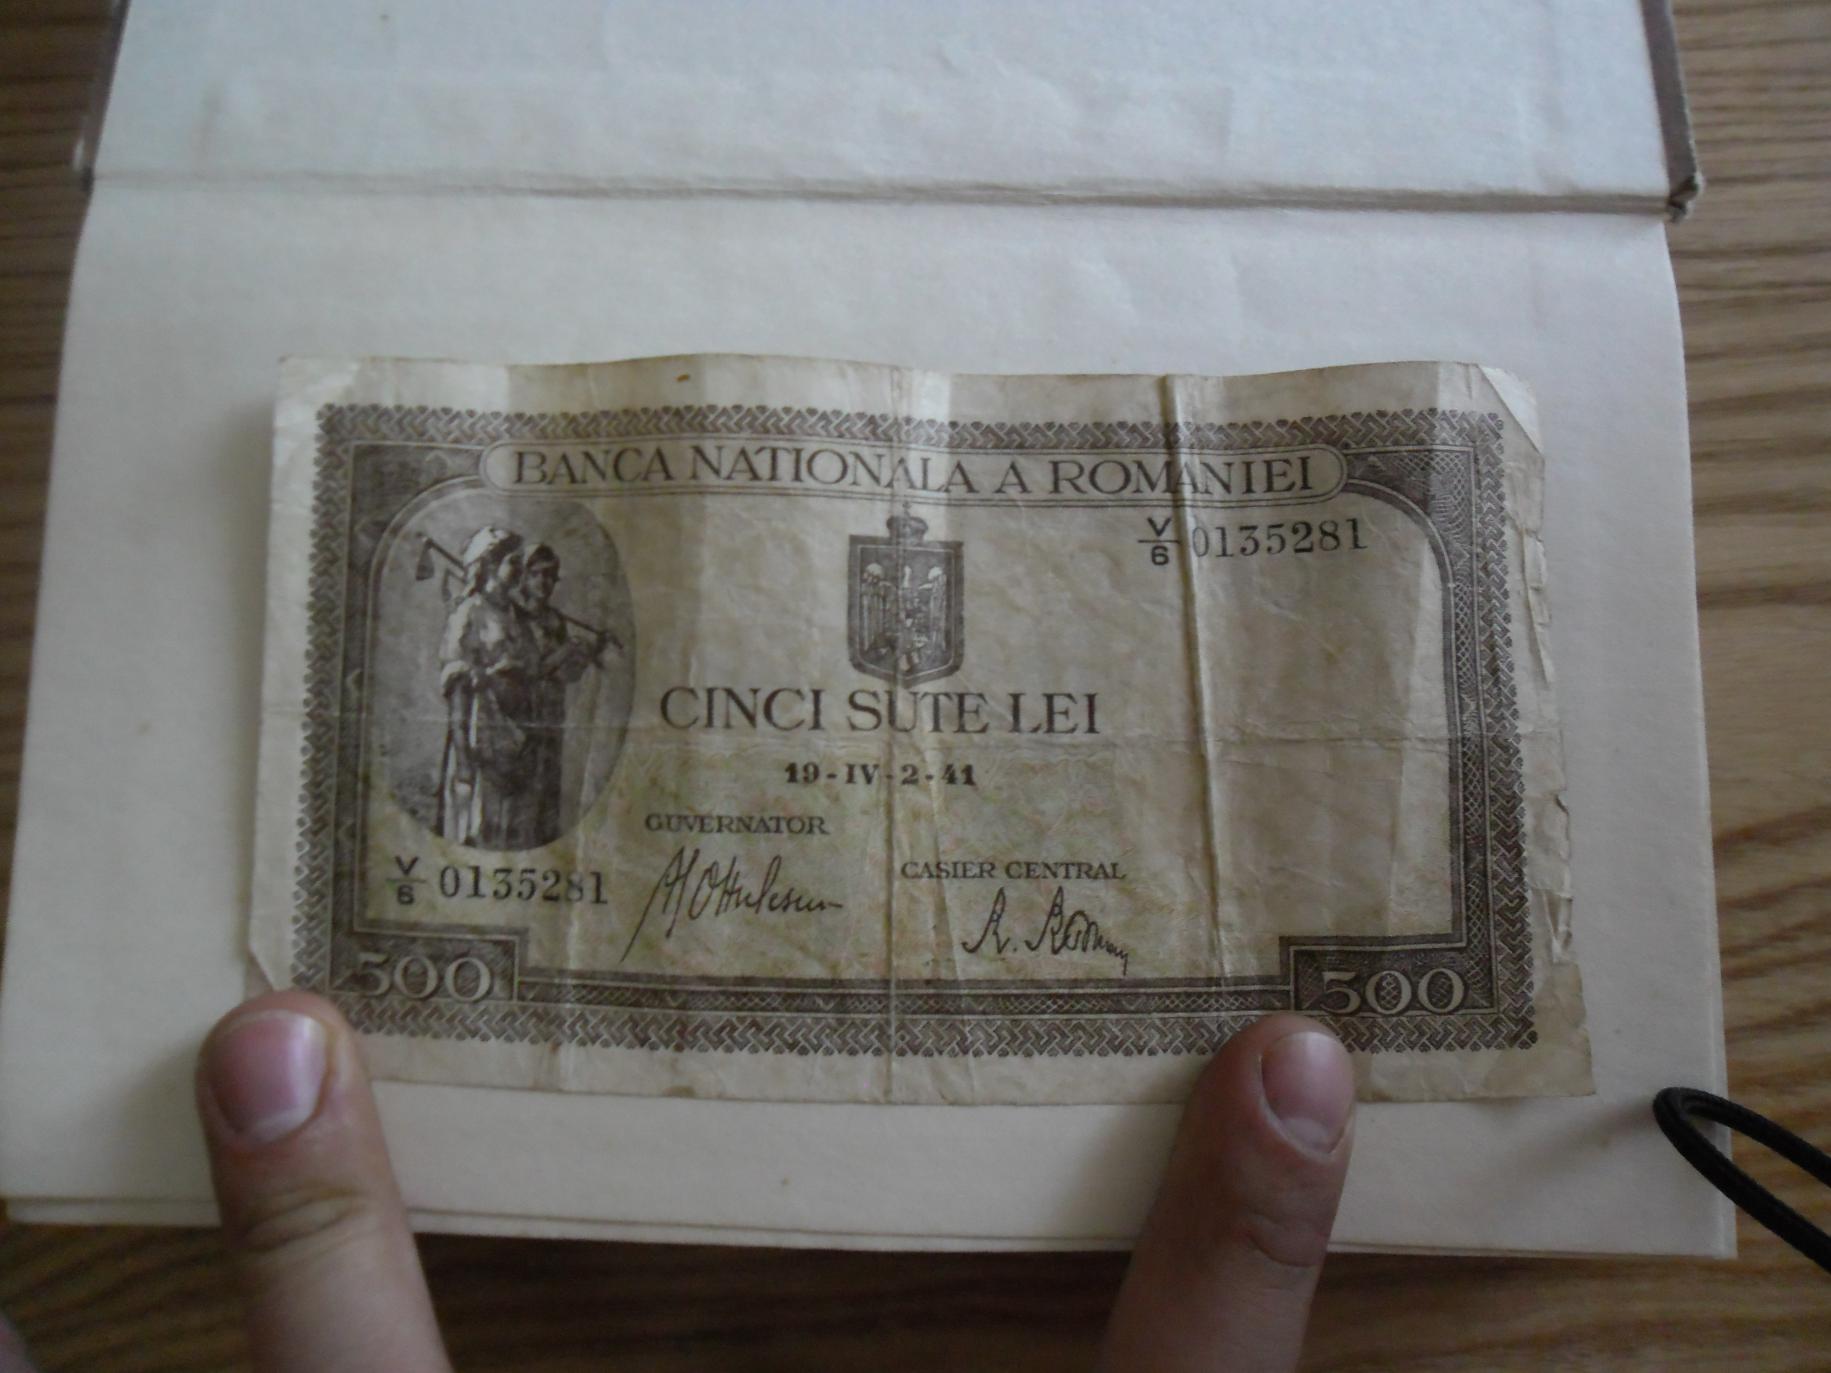 BANCA NATIONALA A ROMANIEI
V/6 0135281
CINCI SUTE LEI
19-IV-2-41
GUVERNATOR
CASIER CENTRAL
V/6 0135281
500
500